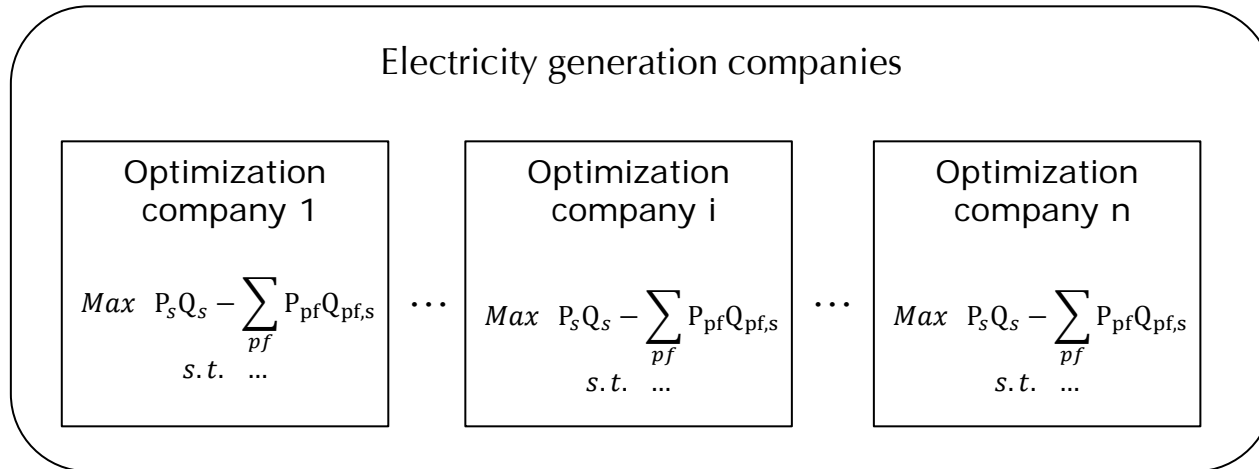 Electricity generation companies
Optimization
company 1
Max P_sQ_s − ∑_pf P_pfQ_pf,s
s.t. …
…
Optimization
company i
Max P_sQ_s − ∑_pf P_pfQ_pf,s
s.t. …
…
Optimization
company n
Max P_sQ_s − ∑_pf P_pfQ_pf,s
s.t. …